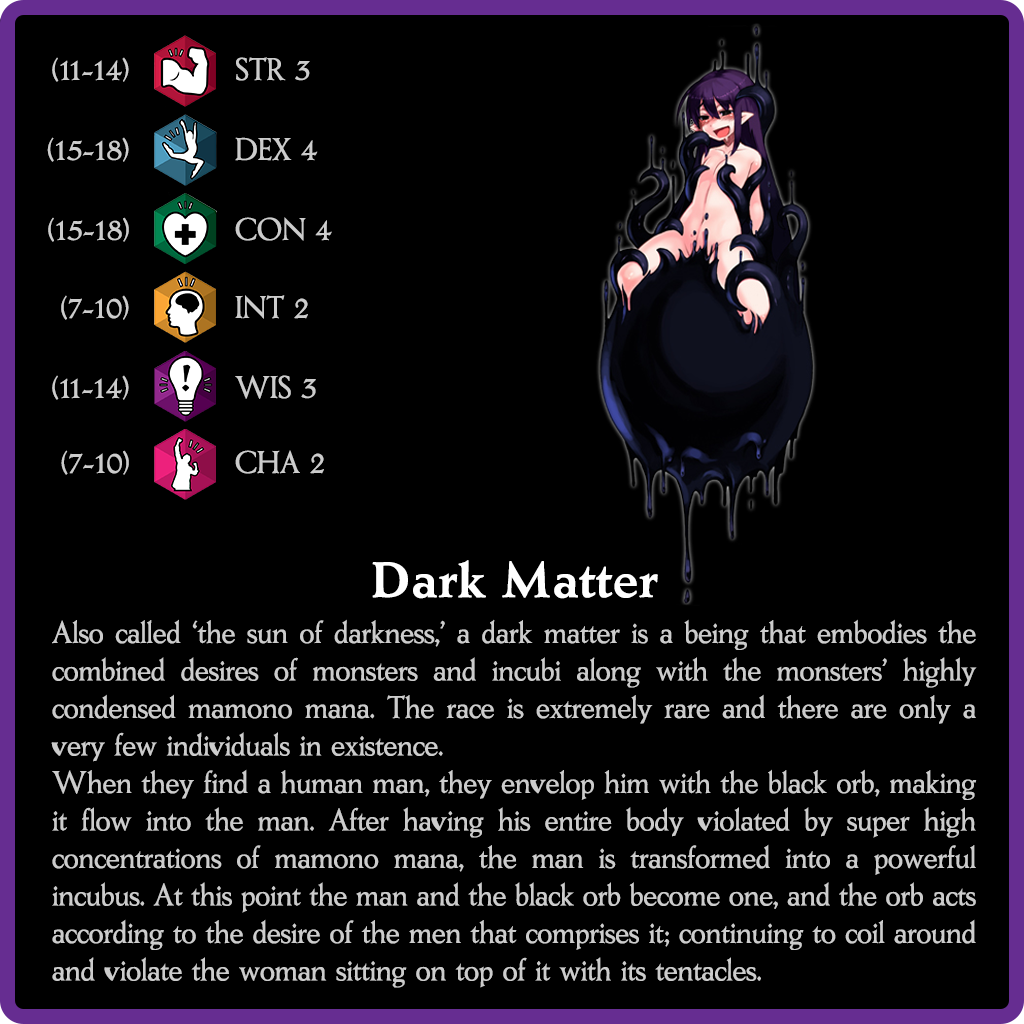 (11-14) STR 3
(15-18) DEX 4
(15-18) CON 4
(7-10) INT 2
(11-14) WIS 3
(7-10) CHA 2
Dark Matter
Also called ‘the sun of darkness,’ a dark matter is a being that embodies the
combined desires of monsters and incubi along with the monsters’ highly
condensed mamono mana. The race is extremely rare and there are only a
very few individuals in existence.
When they find a human man, they envelop him with the black orb, making
it flow into the man. After having his entire body violated by super high
concentrations of mamono mana, the man is transformed into a powerful
incubus. At this point the man and the black orb become one, and the orb acts
according to the desire of the men that comprises it; continuing to coil around
and violate the woman sitting on top of it with its tentacles.